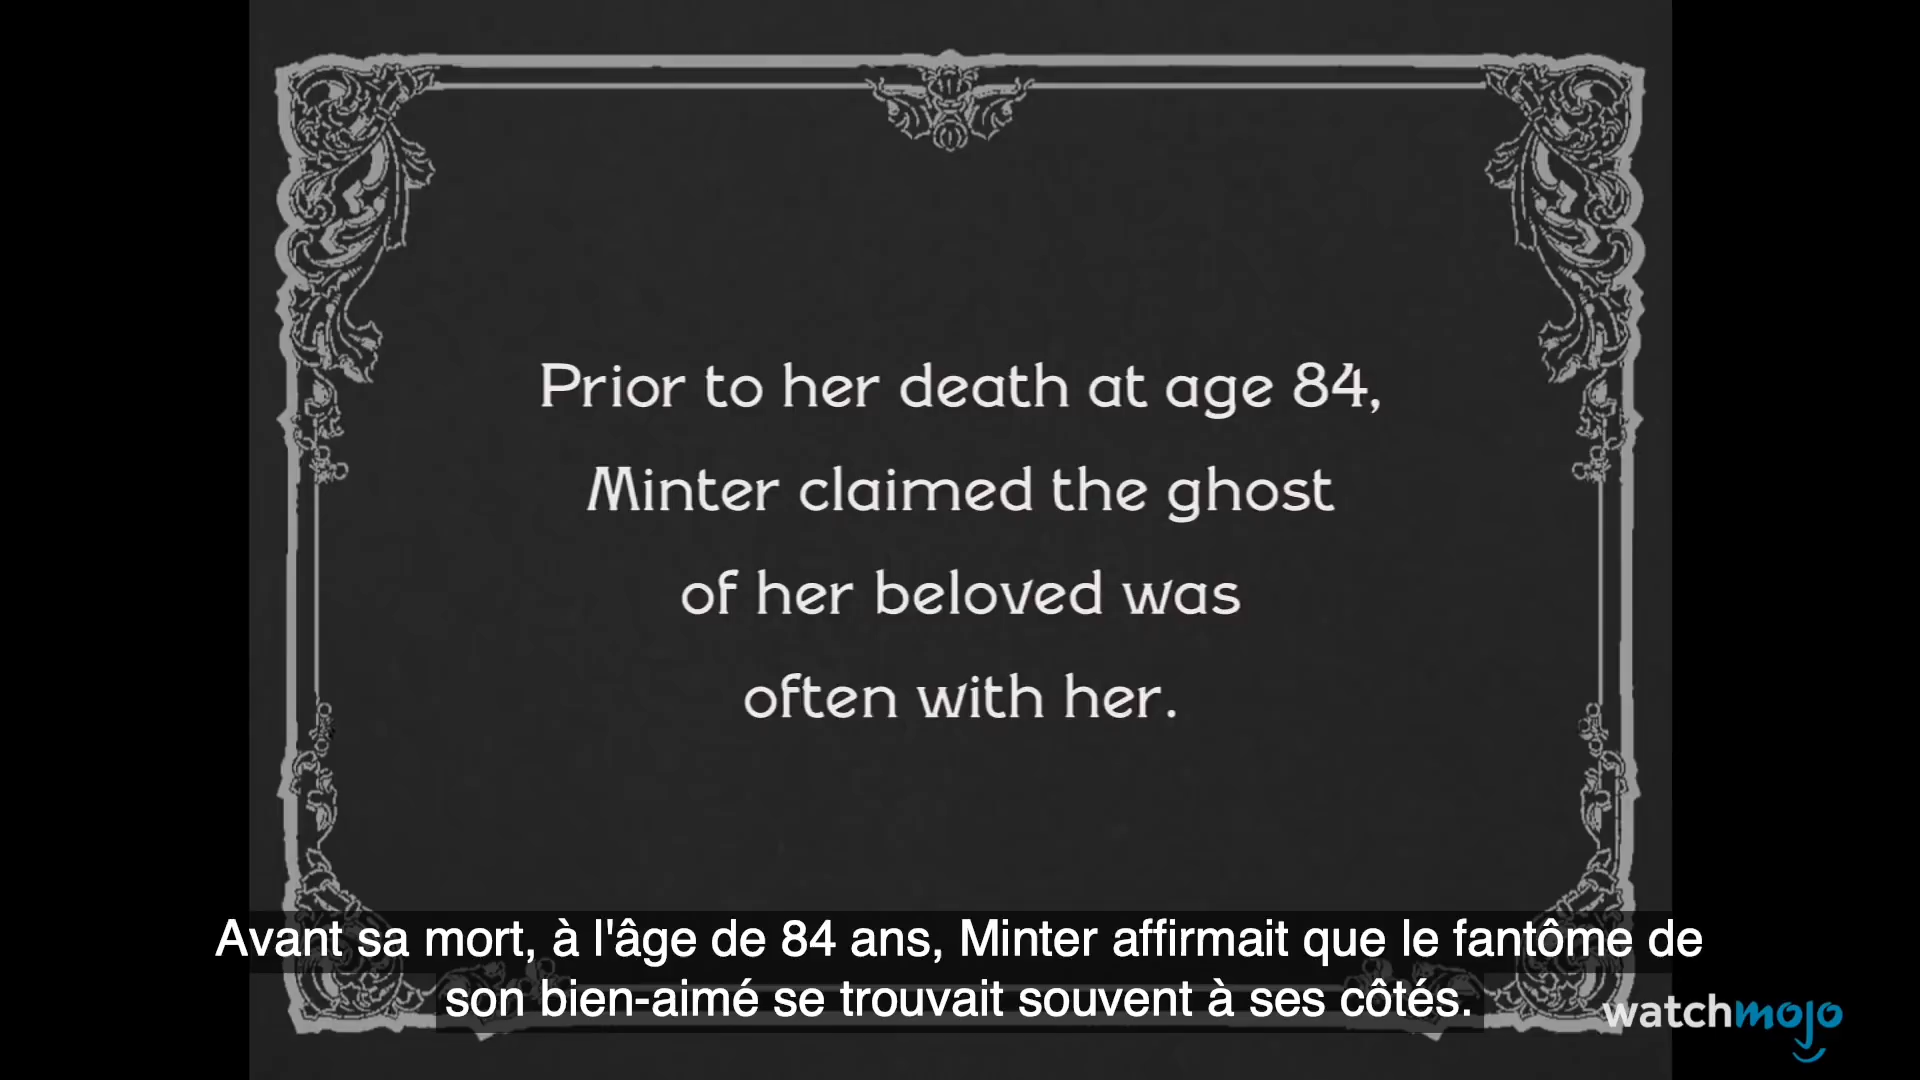 Prior to her death at age 84,
Minter claimed the ghost
of her beloved was
often with her.
Avant sa mort, à l'âge de 84 ans, Minter affirmait que le fantôme de
son bien-aimé se trouvait souvent à ses côtés.
watchmojo